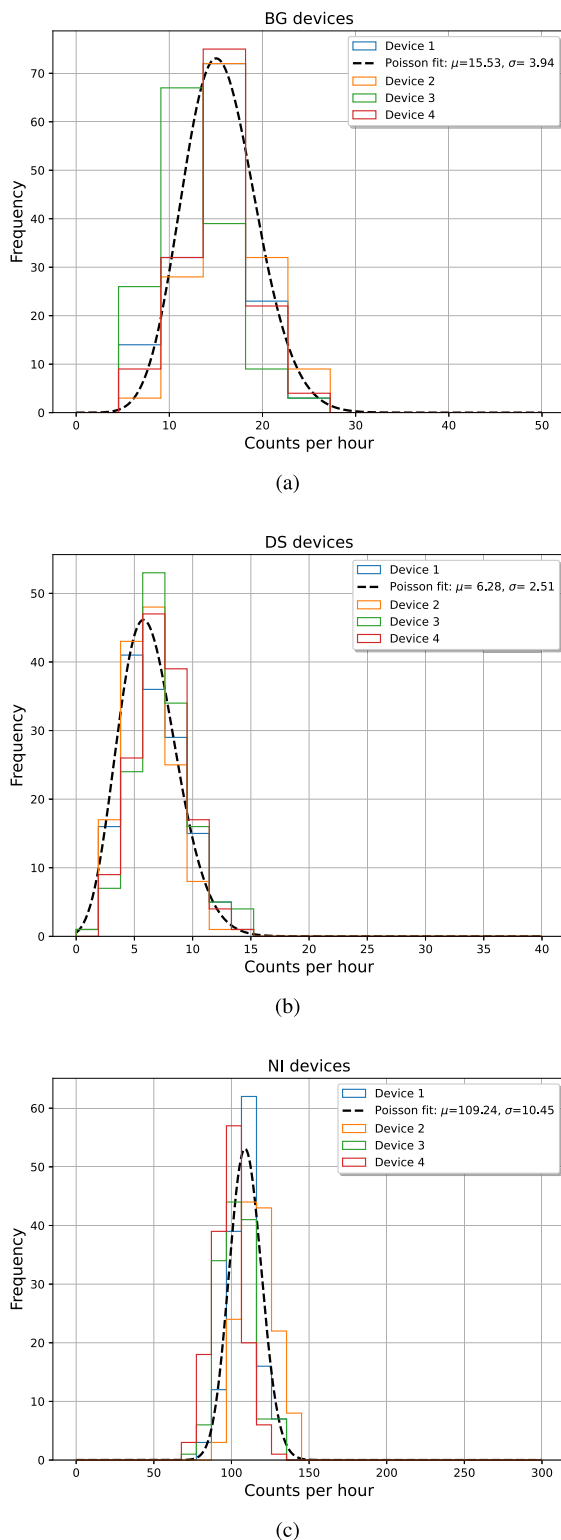 BG devices
Device 1
Poisson fit: μ=15.53, σ= 3.94
Device 2
Device 3
Device 4
70
60
50
40
30
20
10
0
Frequency
0 10 20 30 40 50
Counts per hour
(a)
DS devices
Device 1
Poisson fit: μ= 6.28, σ= 2.51
Device 2
Device 3
Device 4
50
40
30
20
10
0
Frequency
0 5 10 15 20 25 30 35 40
Counts per hour
(b)
NI devices
Device 1
Poisson fit: μ=109.24, σ=10.45
Device 2
Device 3
Device 4
60
50
40
30
20
10
0
Frequency
0 50 100 150 200 250 300
Counts per hour
(c)